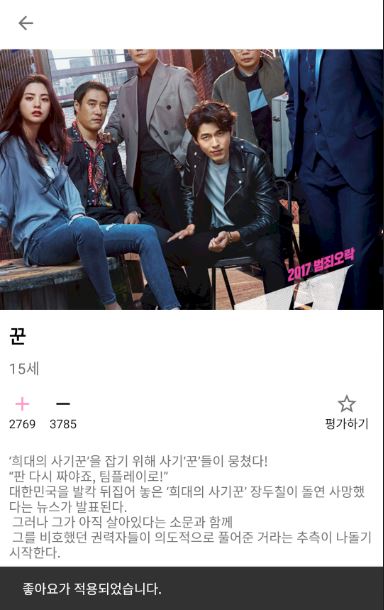 2017 범죄오락
꾼
15세
2769 3785 평가하기
‘희대의 사기꾼’을 잡기 위해 사기‘꾼’들이 뭉쳤다!
“판 다시 짜야죠, 팀플레이로!”
대한민국을 발칵 뒤집어 놓은 ‘희대의 사기꾼’ 장두칠이 돌연 사망했
다는 뉴스가 발표된다.
그러나 그가 아직 살아있다는 소문과 함께
그를 비호했던 권력자들이 의도적으로 풀어준 거라는 추측이 나돌기
시작한다.
좋아요가 적용되었습니다.